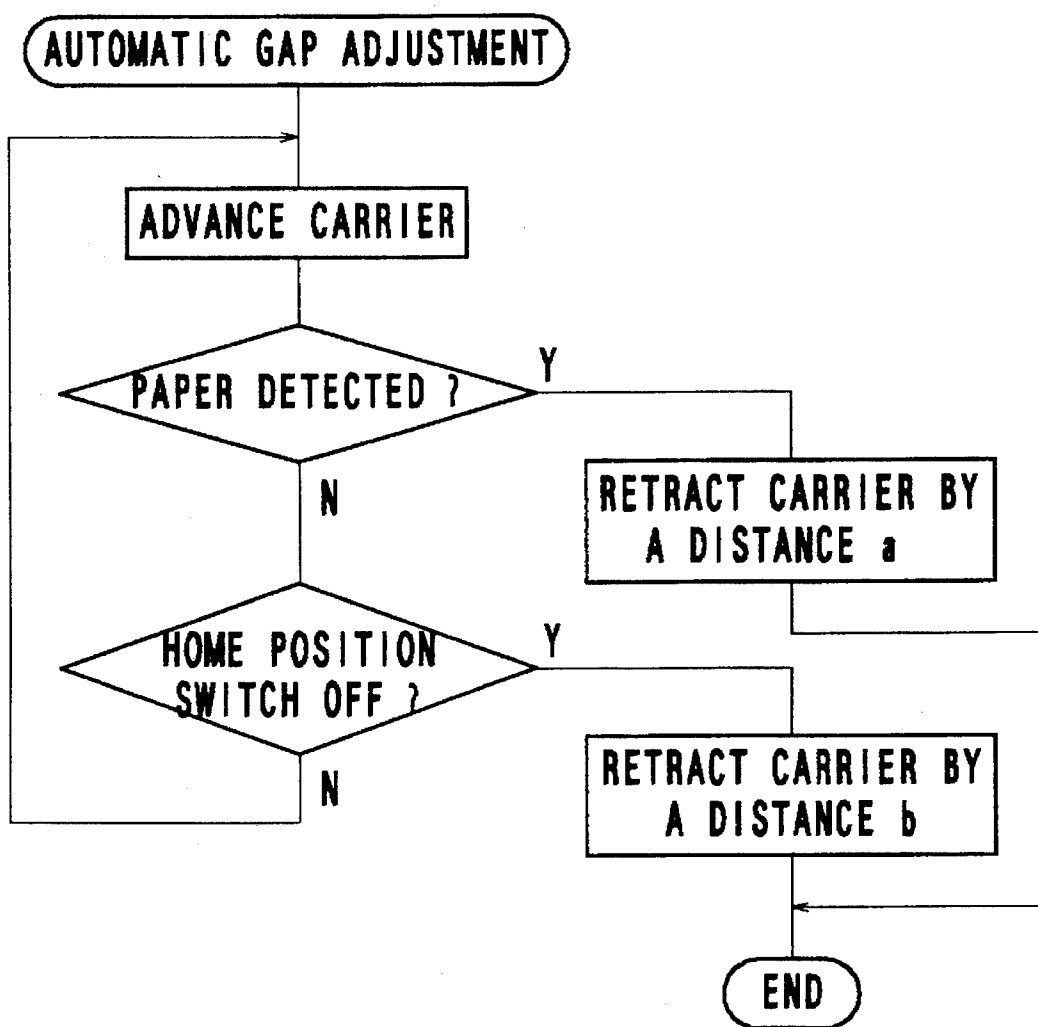 AUTOMATIC GAP ADJUSTMENT
ADVANCE CARRIER
PAPER DETECTED ?
Y
N
RETRACT CARRIER BY
A DISTANCE a
HOME POSITION
SWITCH OFF ?
Y
N
RETRACT CARRIER BY
A DISTANCE b
END